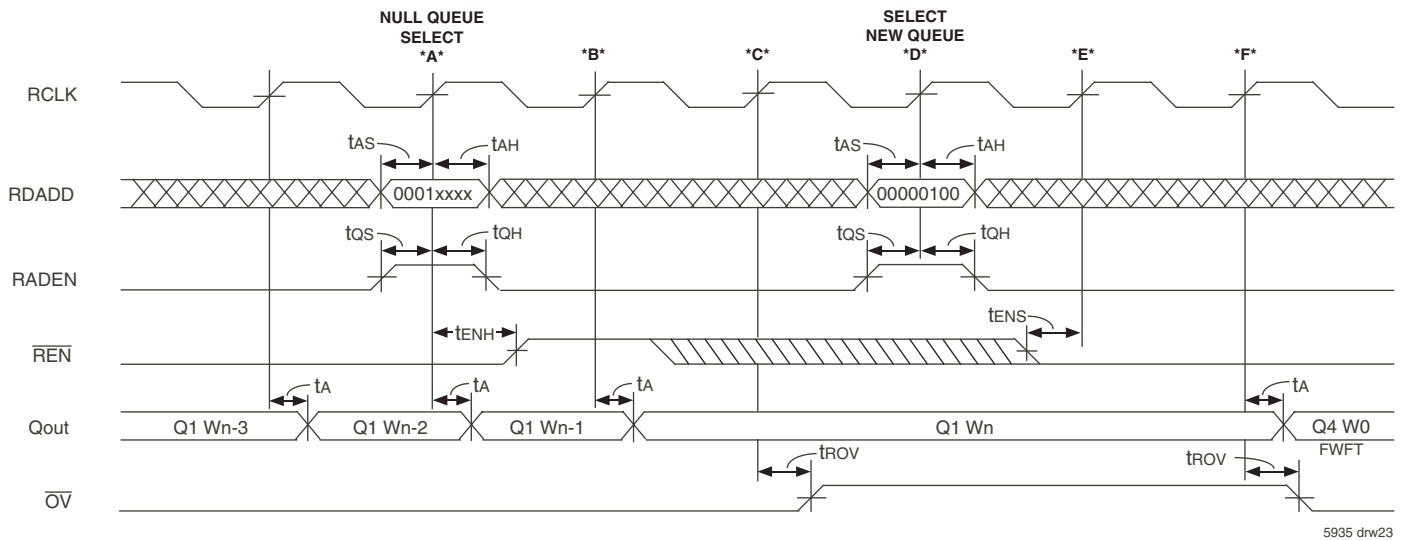 NULL QUEUE
SELECT
*A*
*B*
*C*
SELECT
NEW QUEUE
*D*
*E*
*F*
RCLK
tAS
tAH
tAS
tAH
RDADD
0001xxxx
00000100
tQS
tQH
tQS
tQH
RADEN
tENH
tENS
REN
tA
tA
tA
tA
Qout
Q1 Wn-3
Q1 Wn-2
Q1 Wn-1
Q1 Wn
Q4 W0
FWFT
tROV
tROV
OV
5935 drw23